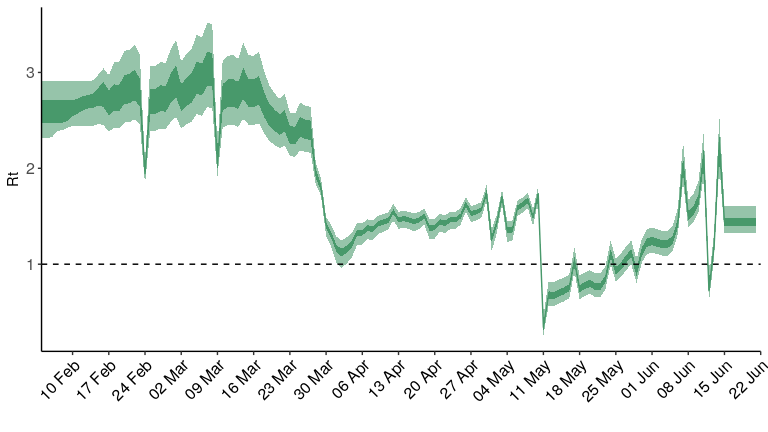 Rt
3
2
1
10 Feb
17 Feb
24 Feb
02 Mar
09 Mar
16 Mar
23 Mar
30 Mar
06 Apr
13 Apr
20 Apr
27 Apr
04 May
11 May
18 May
25 May
01 Jun
08 Jun
15 Jun
22 Jun